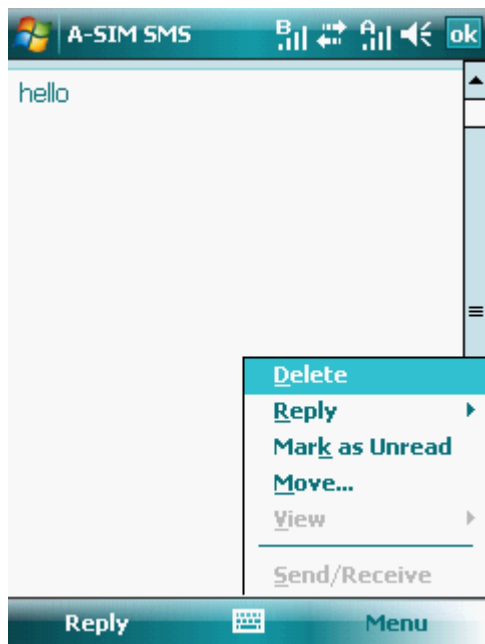 A-SIM SMS B A ok
hello
Delete
Reply
Mark as Unread
Move...
View
Send/Receive
Reply Menu